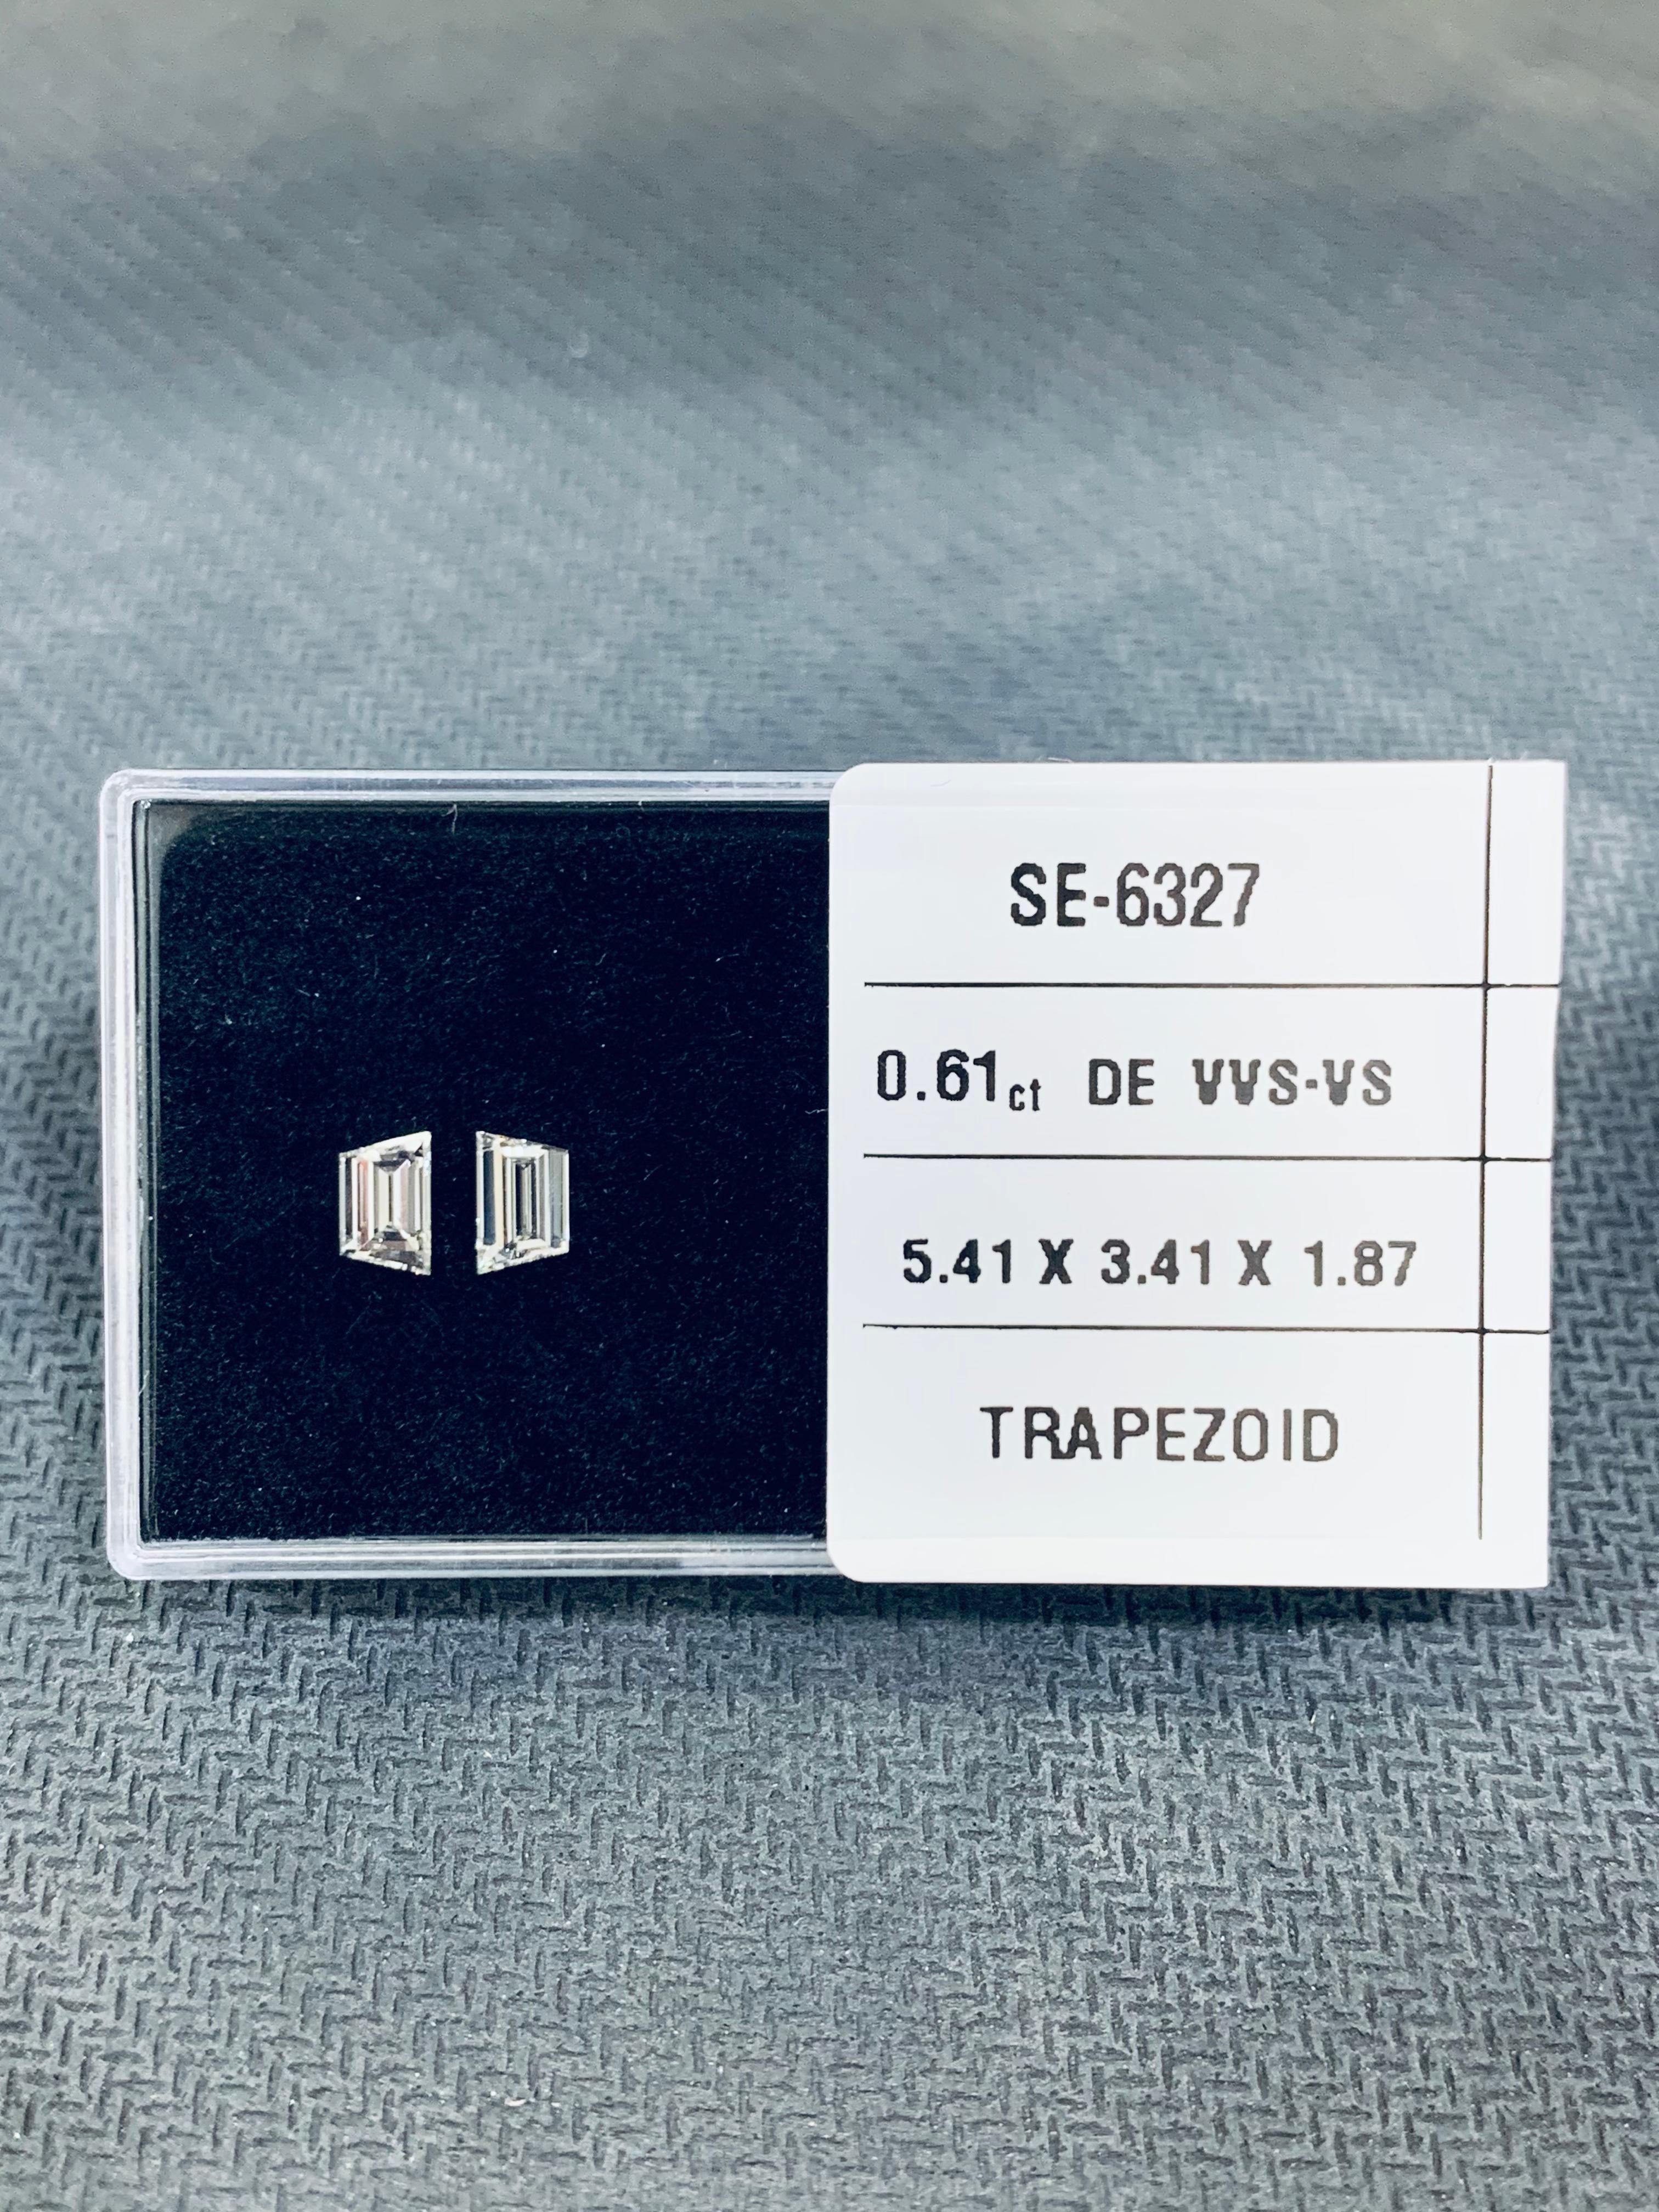 SE-6327
0.61ct DE VVS-VS
5.41 X 3.41 X 1.87
TRAPEZOID